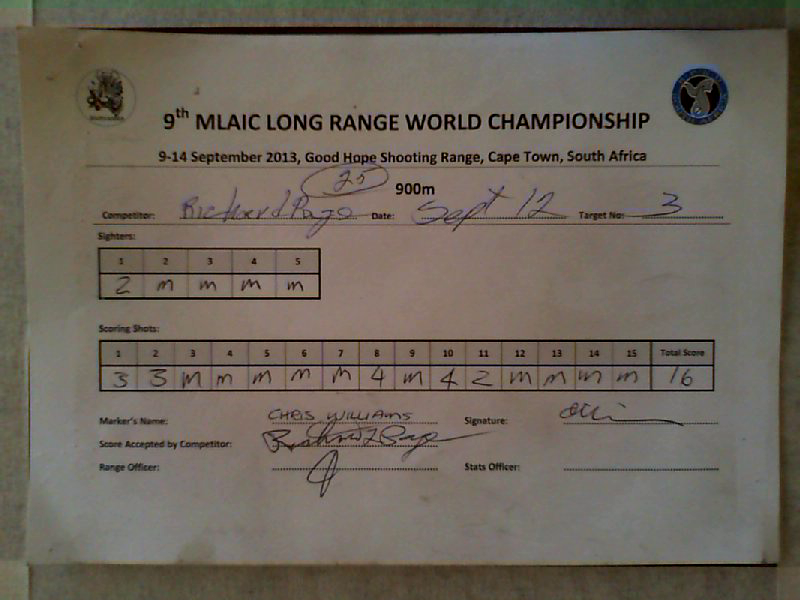 9th MLAIC LONG RANGE WORLD CHAMPIONSHIP
9-14 September 2013, Good Hope Shooting Range, Cape Town, South Africa
25 900m
Competitor: Richard Page Date: Sept 12 Target No: 3
Sighters:
1 2 3 4 5
2 m m m m
Scoring Shots:
1 2 3 4 5 6 7 8 9 10 11 12 13 14 15 Total Score
3 3 m m m m m 4 m 4 2 m m m m 16
Marker's Name: CHRIS WILLIAMS Signature:
Score Accepted by Competitor: Richard Page
Range Officer: Stats Officer: